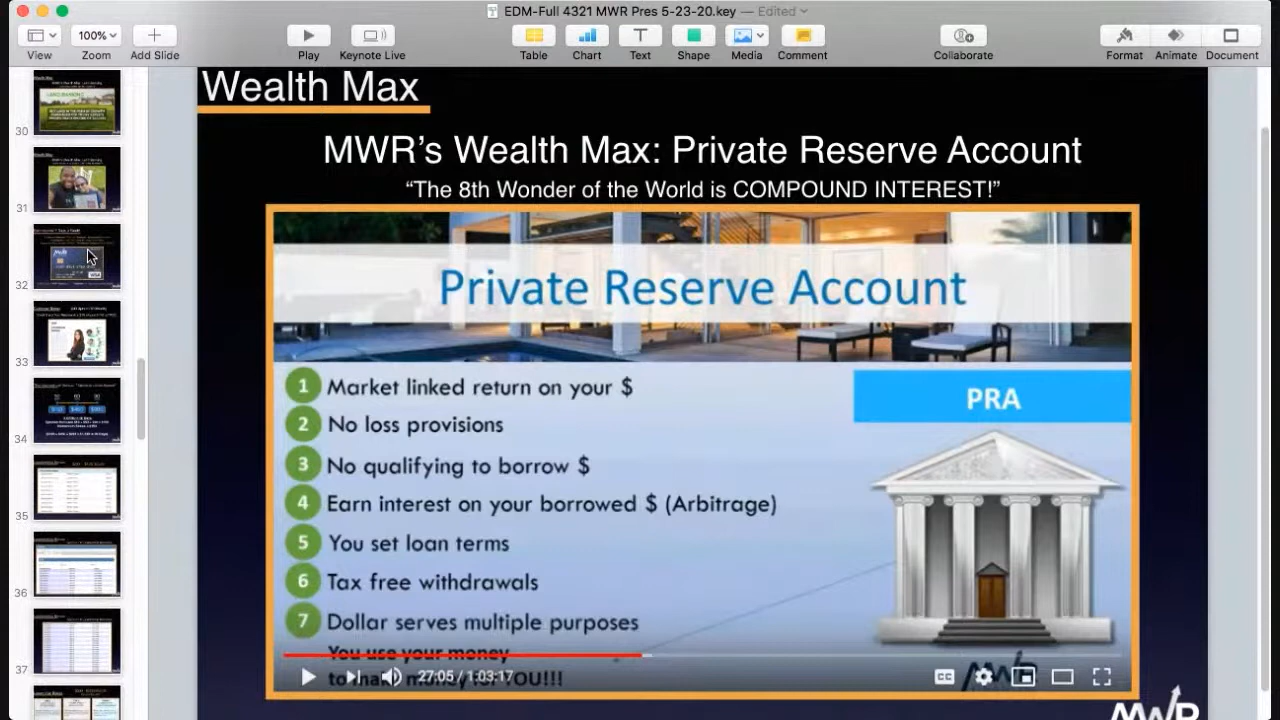 EDM-Full 4321 MWR Pres 5-23-20.key — Edited
100%
View Zoom Add Slide Play Keynote Live Table Chart Text Shape Media Comment Collaborate Format Animate Document
Wealth Max
MWR's Wealth Max: Private Reserve Account
“The 8th Wonder of the World is COMPOUND INTEREST!”
Private Reserve Account
1 Market linked return on your $
2 No loss provisions
3 No qualifying to borrow $
4 Earn interest on your borrowed $ (Arbitrage)
5 You set loan terms
6 Tax free withdrawals
7 Dollar serves multiple purposes
You use your money
PRA
27:05 / 1:03:17
YOU!!!
CC
MWR
MWR
30
31
32
33
34
35
36
37